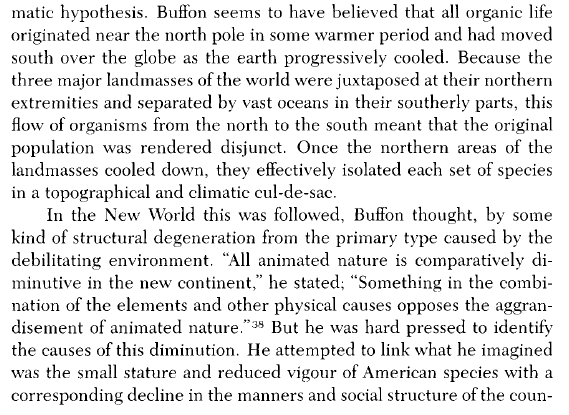 matic hypothesis. Buffon seems to have believed that all organic life
originated near the north pole in some warmer period and had moved
south over the globe as the earth progressively cooled. Because the
three major landmasses of the world were juxtaposed at their northern
extremities and separated by vast oceans in their southerly parts, this
flow of organisms from the north to the south meant that the original
population was rendered disjunct. Once the northern areas of the
landmasses cooled down, they effectively isolated each set of species
in a topographical and climatic cul-de-sac.
In the New World this was followed, Buffon thought, by some
kind of structural degeneration from the primary type caused by the
debilitating environment. “All animated nature is comparatively di-
minutive in the new continent,” he stated; “Something in the combi-
nation of the elements and other physical causes opposes the aggran-
disement of animated nature.”³⁸ But he was hard pressed to identify
the causes of this diminution. He attempted to link what he imagined
was the small stature and reduced vigour of American species with a
corresponding decline in the manners and social structure of the coun-